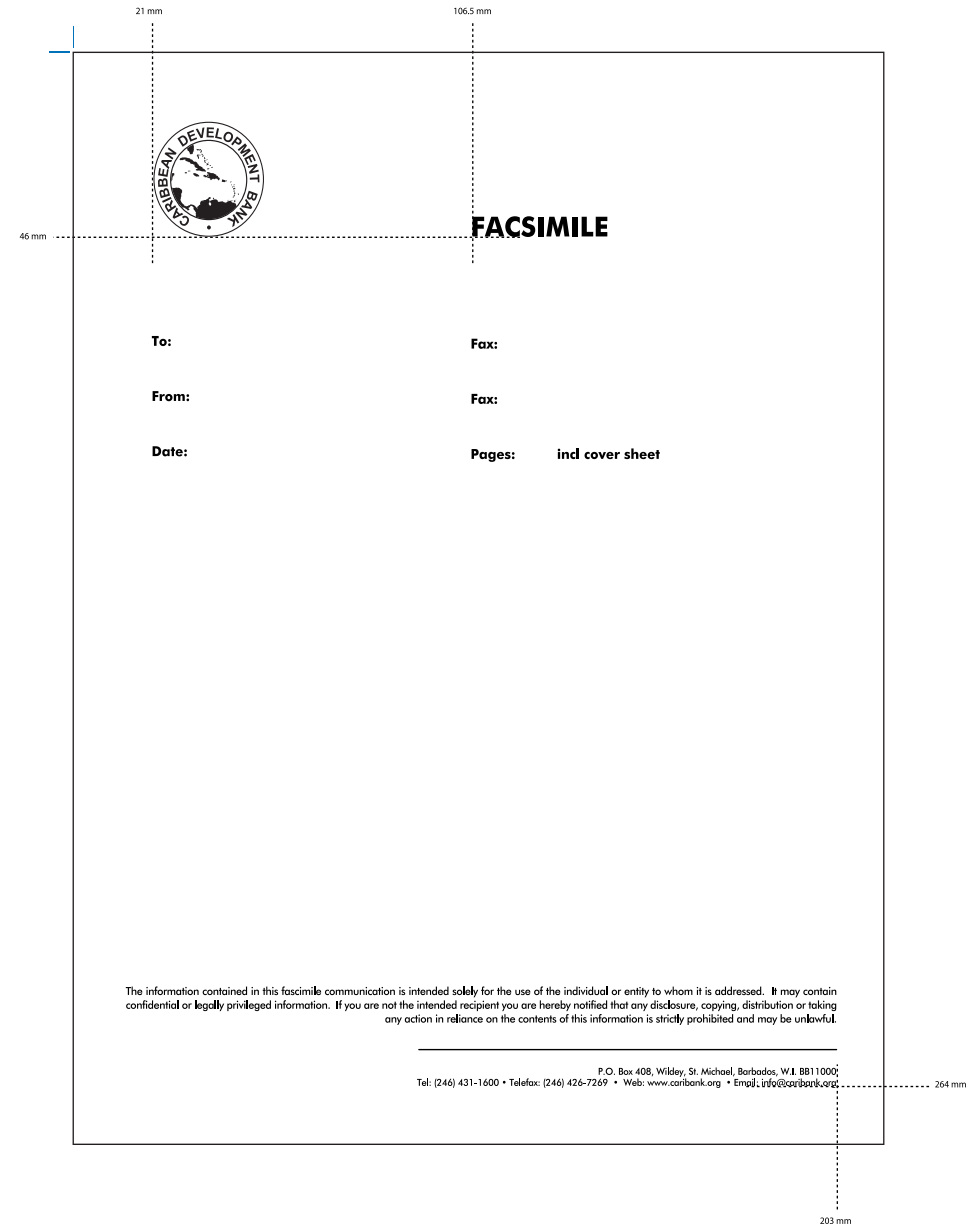 21 mm
106.5 mm
CARIBBEAN DEVELOPMENT BANK
FACSIMILE
46 mm
To:
Fax:
From:
Fax:
Date:
Pages: incl cover sheet
The information contained in this fascimile communication is intended solely for the use of the individual or entity to whom it is addressed. It may contain
confidential or legally privileged information. If you are not the intended recipient you are hereby notified that any disclosure, copying, distribution or taking
any action in reliance on the contents of this information is strictly prohibited and may be unlawful.
P.O. Box 408, Wildey, St. Michael, Barbados, W.I. BB11000
Tel: (246) 431-1600 • Telefax: (246) 426-7269 • Web: www.caribank.org • Email: info@caribank.org
264 mm
203 mm